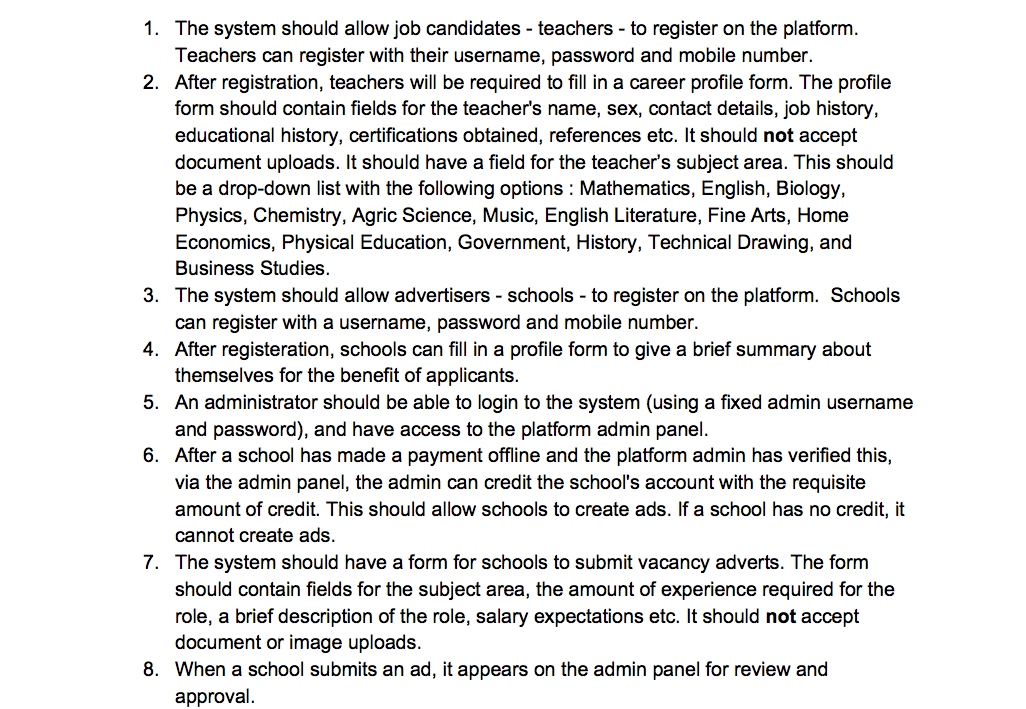 1. The system should allow job candidates - teachers - to register on the platform.
Teachers can register with their username, password and mobile number.
2. After registration, teachers will be required to fill in a career profile form. The profile
form should contain fields for the teacher's name, sex, contact details, job history,
educational history, certifications obtained, references etc. It should not accept
document uploads. It should have a field for the teacher's subject area. This should
be a drop-down list with the following options : Mathematics, English, Biology,
Physics, Chemistry, Agric Science, Music, English Literature, Fine Arts, Home
Economics, Physical Education, Government, History, Technical Drawing, and
Business Studies.
3. The system should allow advertisers - schools - to register on the platform.  Schools
can register with a username, password and mobile number.
4. After registeration, schools can fill in a profile form to give a brief summary about
themselves for the benefit of applicants.
5. An administrator should be able to login to the system (using a fixed admin username
and password), and have access to the platform admin panel.
6. After a school has made a payment offline and the platform admin has verified this,
via the admin panel, the admin can credit the school's account with the requisite
amount of credit. This should allow schools to create ads. If a school has no credit, it
cannot create ads.
7. The system should have a form for schools to submit vacancy adverts. The form
should contain fields for the subject area, the amount of experience required for the
role, a brief description of the role, salary expectations etc. It should not accept
document or image uploads.
8. When a school submits an ad, it appears on the admin panel for review and
approval.